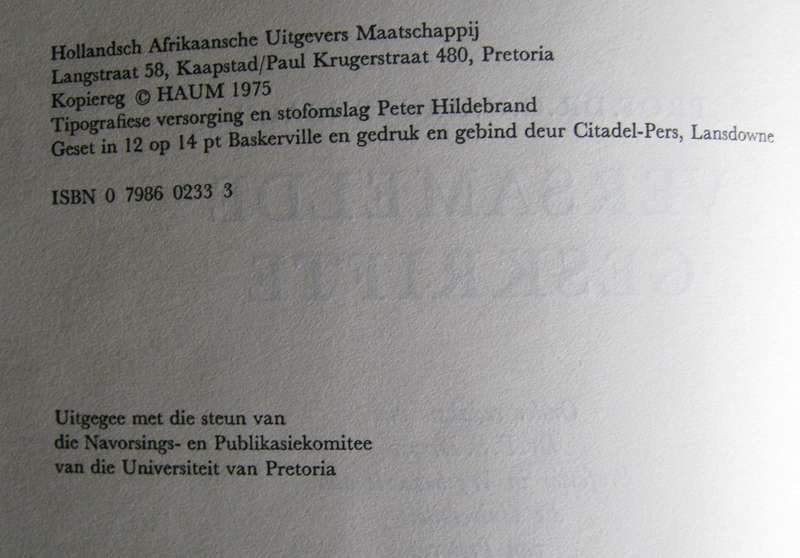 Hollandsch Afrikaansche Uitgevers Maatschappij
Langstraat 58, Kaapstad/Paul Krugerstraat 480, Pretoria
Kopiereg © HAUM 1975
Tipografiese versorging en stofomslag Peter Hildebrand
Geset in 12 op 14 pt Baskerville en gedruk en gebind deur Citadel-Pers, Lansdowne
ISBN 0 7986 0233 3
VERSAMELDE
GESKRIFTE
Uitgegee met die steun van
die Navorsings- en Publikasiekomitee
van die Universiteit van Pretoria